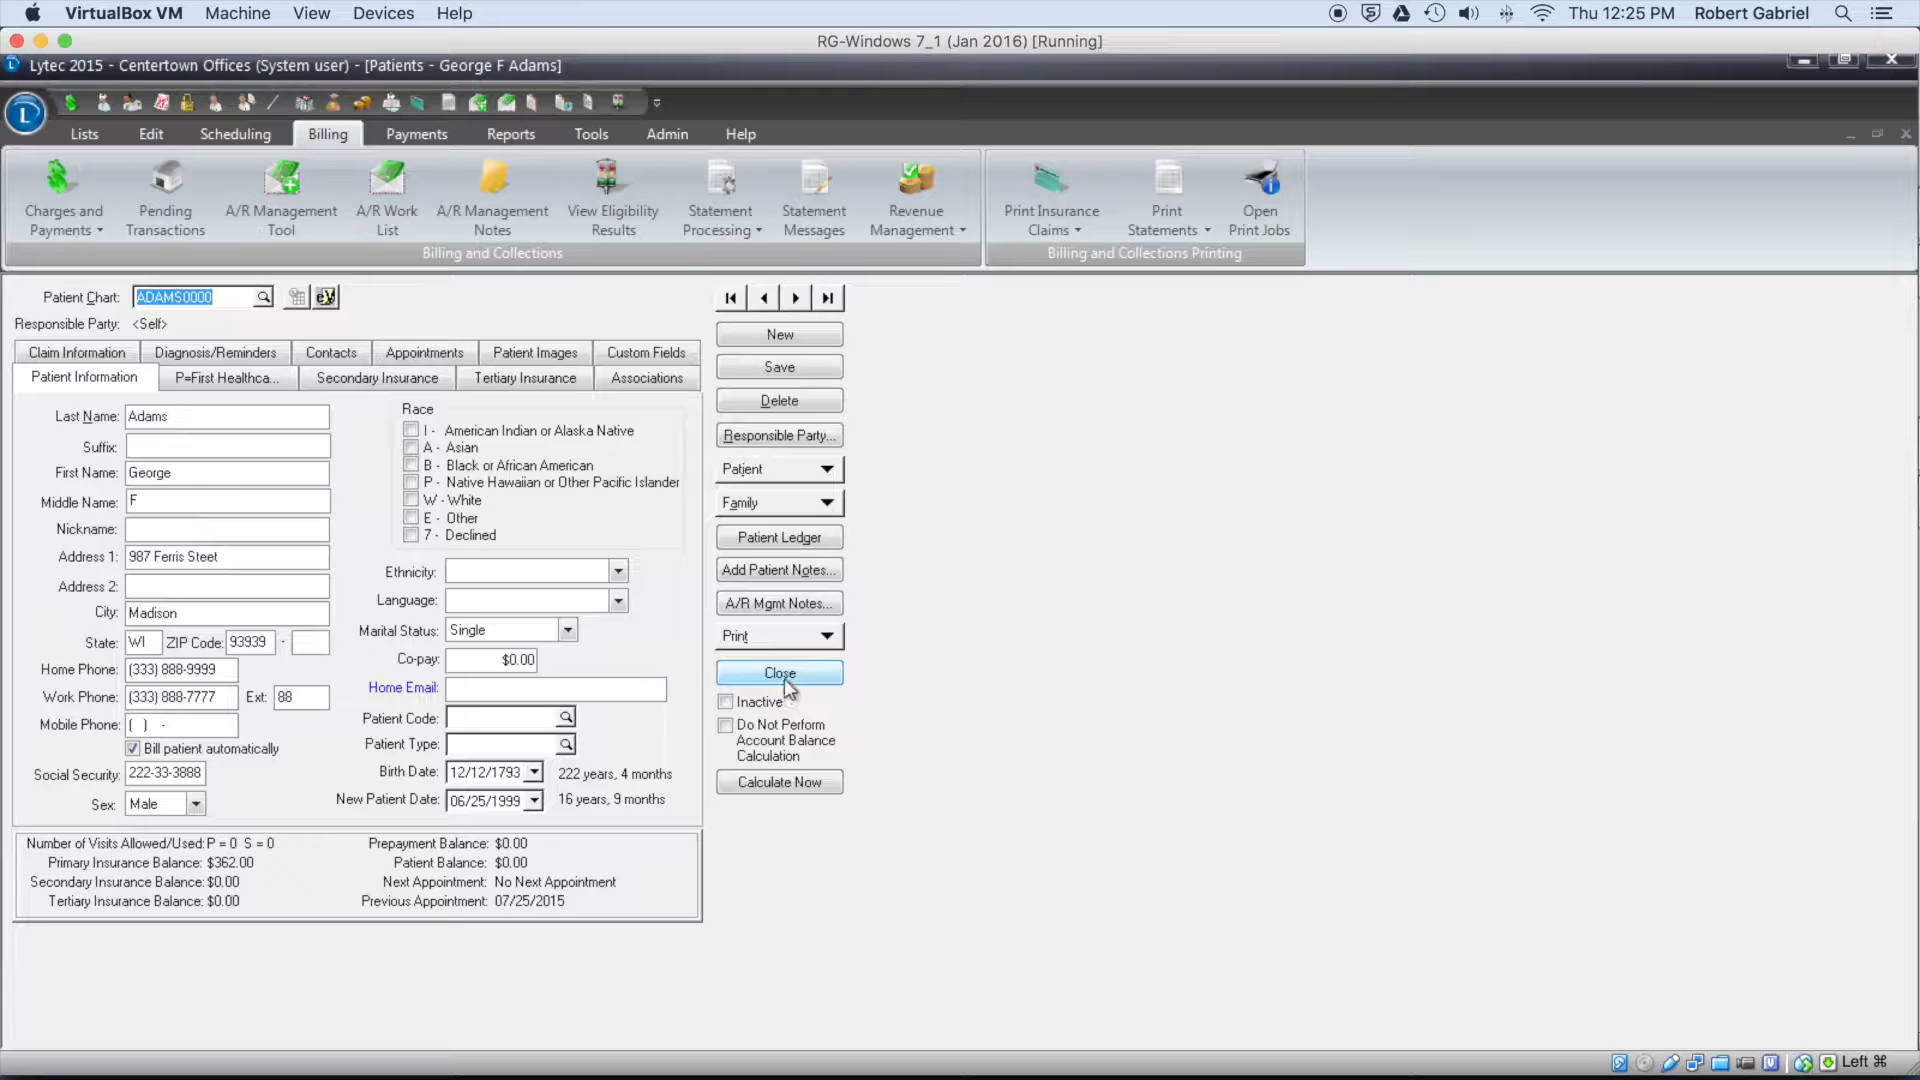 VirtualBox VM Machine View Devices Help Thu 12:25 PM Robert Gabriel
RG-Windows 7_1 (Jan 2016) [Running]
Lytec 2015 - Centertown Offices (System user) - [Patients - George F Adams]
Lists Edit Scheduling Billing Payments Reports Tools Admin Help
Charges and Payments
Pending Transactions
A/R Management Tool
A/R Work List
A/R Management Notes
View Eligibility Results
Statement Processing
Statement Messages
Revenue Management
Print Insurance Claims
Print Statements
Open Print Jobs
Billing and Collections
Billing and Collections Printing
Patient Chart: ADAMS0000
Responsible Party: <Self>
Claim Information Diagnosis/Reminders Contacts Appointments Patient Images Custom Fields
Patient Information P=First Healthca... Secondary Insurance Tertiary Insurance Associations
Last Name: Adams
Suffix:
First Name: George
Middle Name: F
Nickname:
Address 1: 987 Ferris Steet
Address 2:
City: Madison
State: WI ZIP Code: 93939 -
Home Phone: (333) 888-9999
Work Phone: (333) 888-7777 Ext: 88
Mobile Phone: ( ) -
Bill patient automatically
Social Security: 222-33-3888
Sex: Male
Race
I - American Indian or Alaska Native
A - Asian
B - Black or African American
P - Native Hawaiian or Other Pacific Islander
W - White
E - Other
7 - Declined
Ethnicity:
Language:
Marital Status: Single
Co-pay: $0.00
Home Email:
Patient Code:
Patient Type:
Birth Date: 12/12/1793 222 years, 4 months
New Patient Date: 06/25/1999 16 years, 9 months
New
Save
Delete
Responsible Party...
Patient
Family
Patient Ledger
Add Patient Notes...
A/R Mgmt Notes...
Print
Close
Inactive
Do Not Perform
Account Balance
Calculation
Calculate Now
Number of Visits Allowed/Used: P = 0 S = 0 Prepayment Balance: $0.00
Primary Insurance Balance: $362.00 Patient Balance: $0.00
Secondary Insurance Balance: $0.00 Next Appointment: No Next Appointment
Tertiary Insurance Balance: $0.00 Previous Appointment: 07/25/2015
Left ⌘